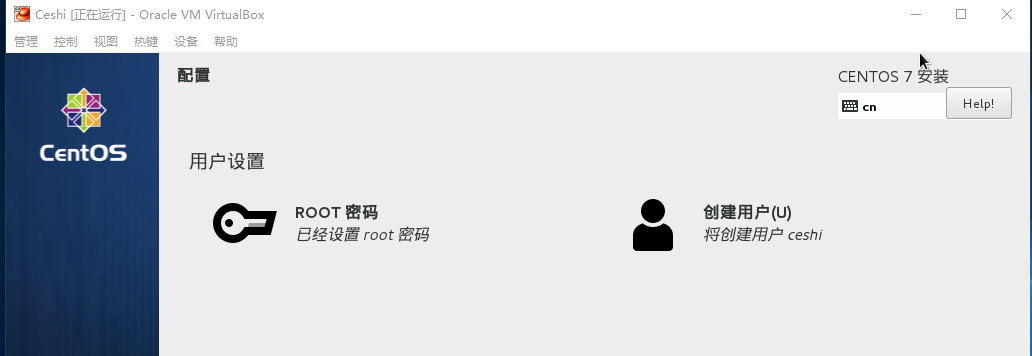 Ceshi [正在运行] - Oracle VM VirtualBox
管理 控制 视图 热键 设备 帮助
CentOS
配置
CENTOS 7 安装
cn
Help!
用户设置
ROOT 密码
已经设置 root 密码
创建用户(U)
将创建用户 ceshi